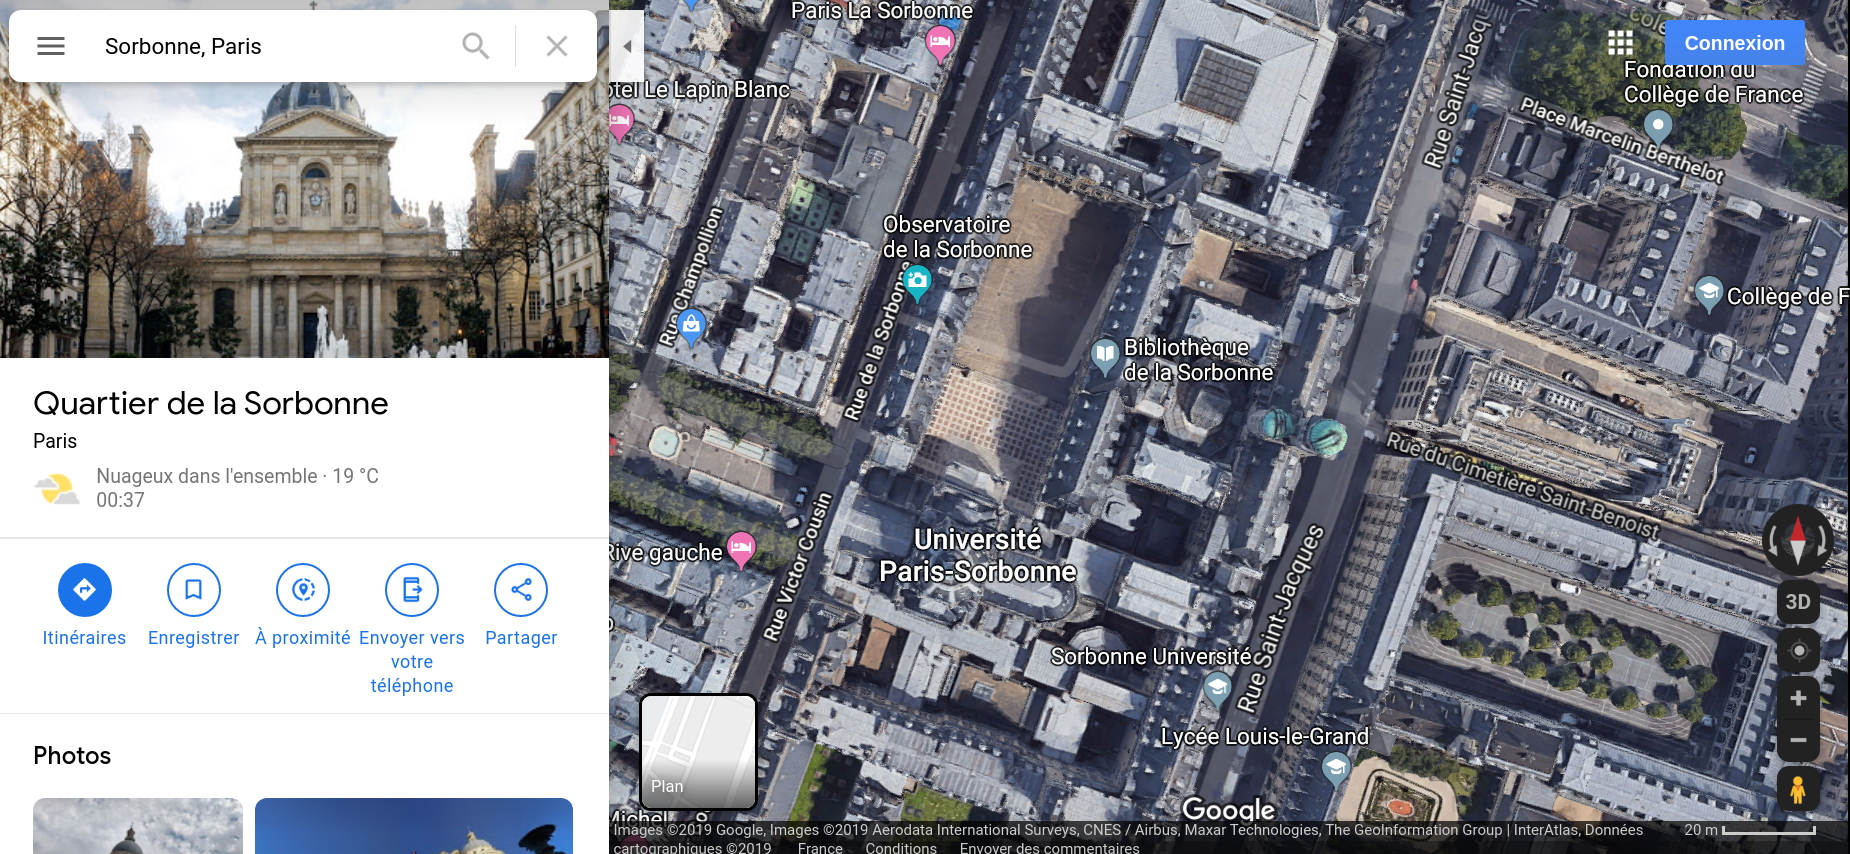 Sorbonne, Paris
Quartier de la Sorbonne
Paris
Nuageux dans l'ensemble · 19 °C
00:37
Itinéraires
Enregistrer
À proximité
Envoyer vers
votre
téléphone
Partager
Photos
Paris La Sorbonne
otel Le Lapin Blanc
Rue Champollion
Observatoire
de la Sorbonne
Rue de la Sorbonne
Bibliothèque
de la Sorbonne
Rue Saint-Jacq
Connexion
Fondation du
Collège de France
Place Marcelin Berthelot
Collège de F
Rue du Cimetière Saint-Benoist
Université
Paris-Sorbonne
Rive gauche
Rue Victor Cousin
Rue Saint-Jacques
Sorbonne Université
Lycée Louis-le-Grand
3D
Plan
Michel
Google
Images ©2019 Google, Images ©2019 Aerodata International Surveys, CNES / Airbus, Maxar Technologies, The GeoInformation Group | InterAtlas, Données
cartographiques ©2019 France Conditions Envoyer des commentaires
20 m